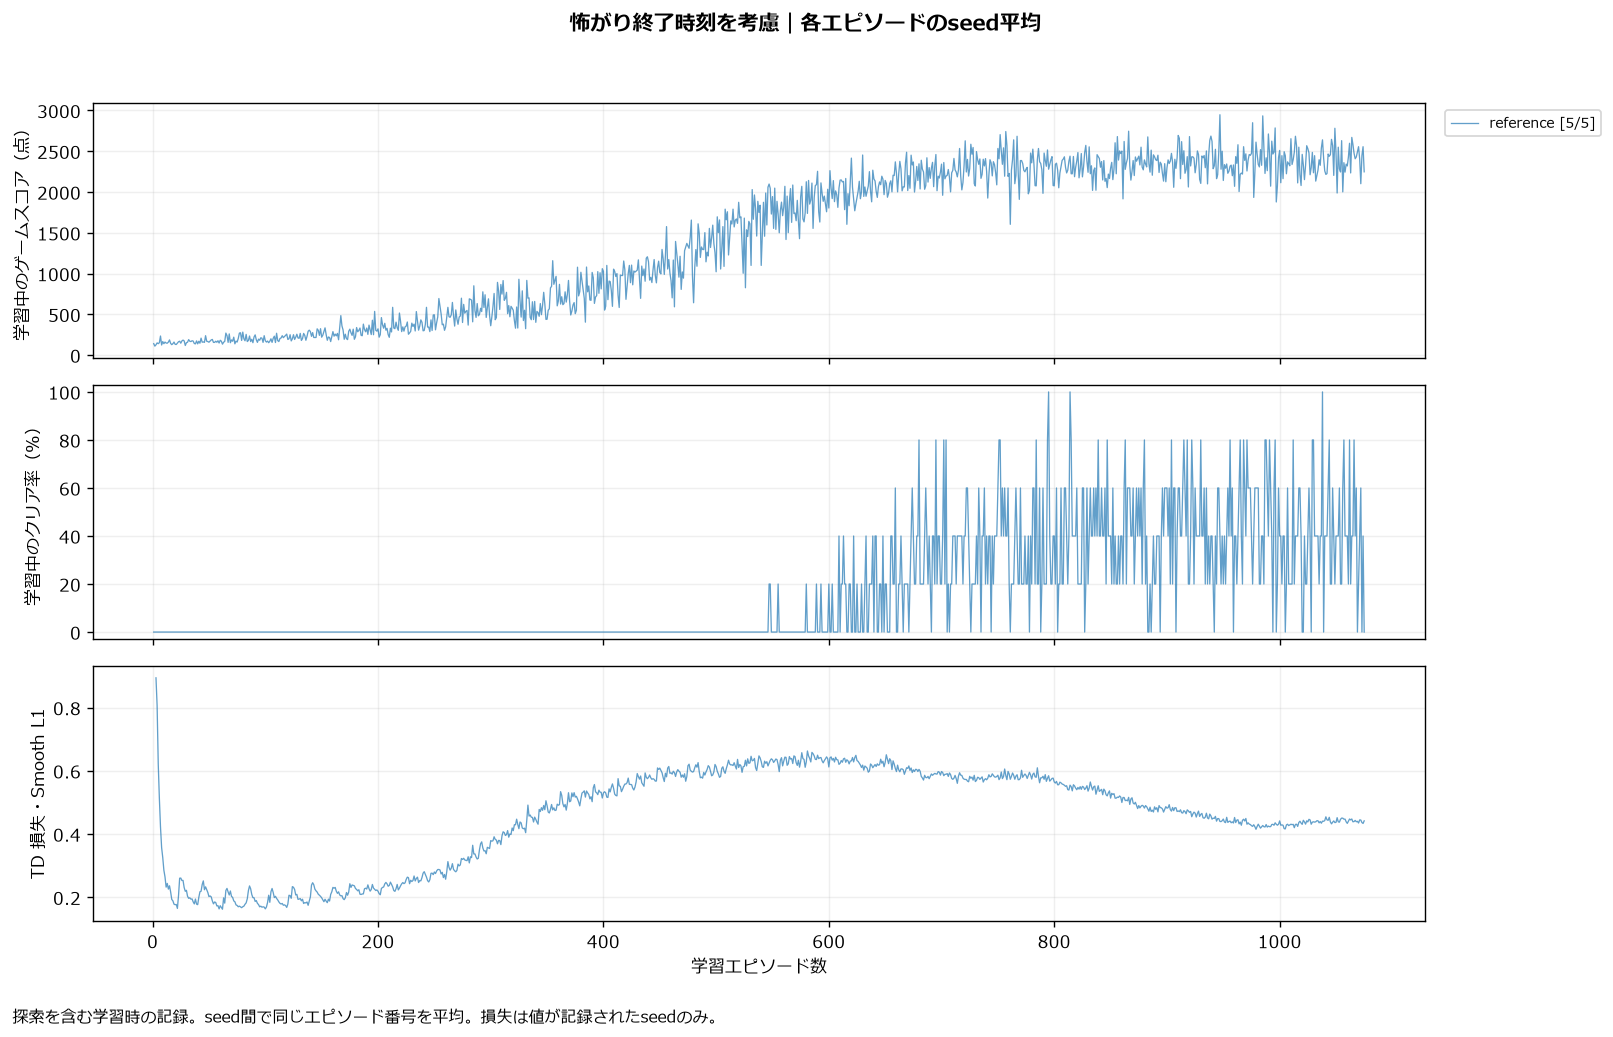 怖がり終了時刻を考慮｜各エピソードのseed平均
reference [5/5]
学習中のゲームスコア（点）
3000
2500
2000
1500
1000
500
0
学習中のクリア率（%）
100
80
60
40
20
0
TD 損失・Smooth L1
0.8
0.6
0.4
0.2
0 200 400 600 800 1000
学習エピソード数
探索を含む学習時の記録。seed間で同じエピソード番号を平均。損失は値が記録されたseedのみ。